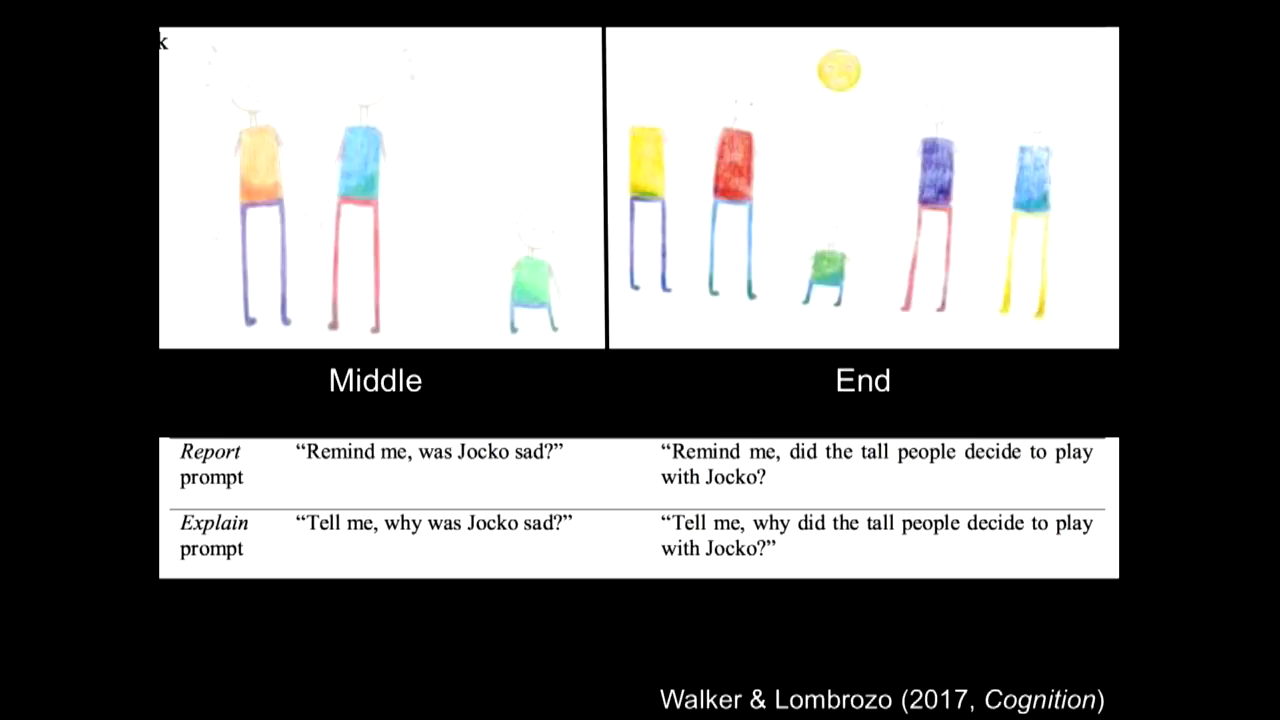 k
Middle
End
Report “Remind me, was Jocko sad?” “Remind me, did the tall people decide to play
prompt with Jocko?
Explain “Tell me, why was Jocko sad?” “Tell me, why did the tall people decide to play
prompt with Jocko?”
Walker & Lombrozo (2017, Cognition)